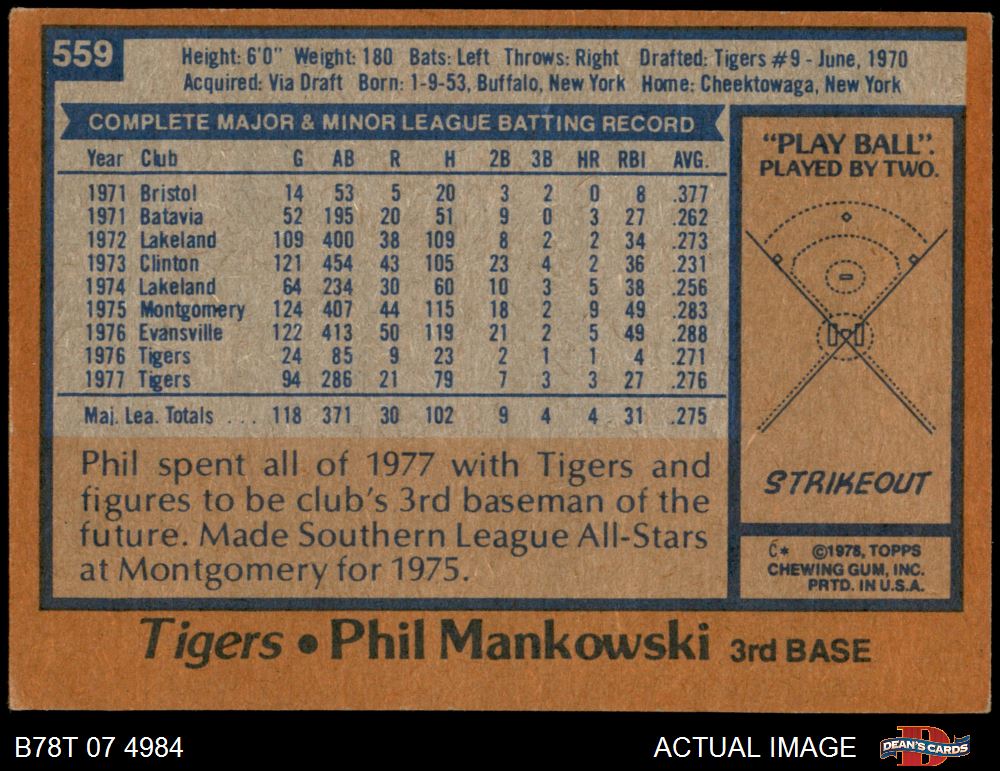 559
Height: 6'0" Weight: 180 Bats: Left Throws: Right Drafted: Tigers #9 - June, 1970
Acquired: Via Draft Born: 1-9-53, Buffalo, New York Home: Cheektowaga, New York
COMPLETE MAJOR & MINOR LEAGUE BATTING RECORD
Year Club G AB R H 2B 3B HR RBI AVG.
1971 Bristol 14 53 5 20 3 2 0 8 .377
1971 Batavia 52 195 20 51 9 0 3 27 .262
1972 Lakeland 109 400 38 109 8 2 2 34 .273
1973 Clinton 121 454 43 105 23 4 2 36 .231
1974 Lakeland 64 234 30 60 10 3 5 38 .256
1975 Montgomery 124 407 44 115 18 2 9 49 .283
1976 Evansville 122 413 50 119 21 2 5 49 .288
1976 Tigers 24 85 9 23 2 1 1 4 .271
1977 Tigers 94 286 21 79 7 3 3 27 .276
Maj. Lea. Totals ... 118 371 30 102 9 4 4 31 .275
Phil spent all of 1977 with Tigers and
figures to be club's 3rd baseman of the
future. Made Southern League All-Stars
at Montgomery for 1975.
"PLAY BALL".
PLAYED BY TWO.
STRIKEOUT
C* ©1978, TOPPS
CHEWING GUM, INC.
PRTD. IN U.S.A.
Tigers • Phil Mankowski 3rd BASE
B78T 07 4984
ACTUAL IMAGE
DEAN'S CARDS